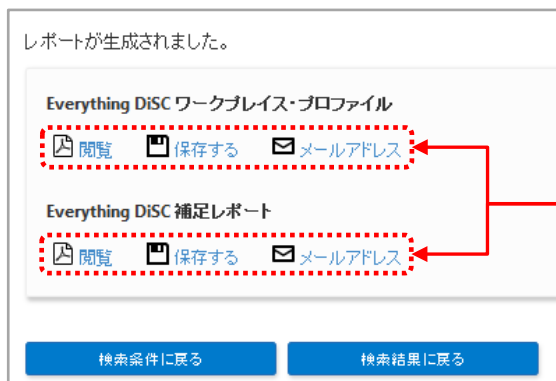 レポートが生成されました。
Everything DiSC ワークプレイス・プロファイル
閲覧 保存する メールアドレス
Everything DiSC 補足レポート
閲覧 保存する メールアドレス
検索条件に戻る 検索結果に戻る